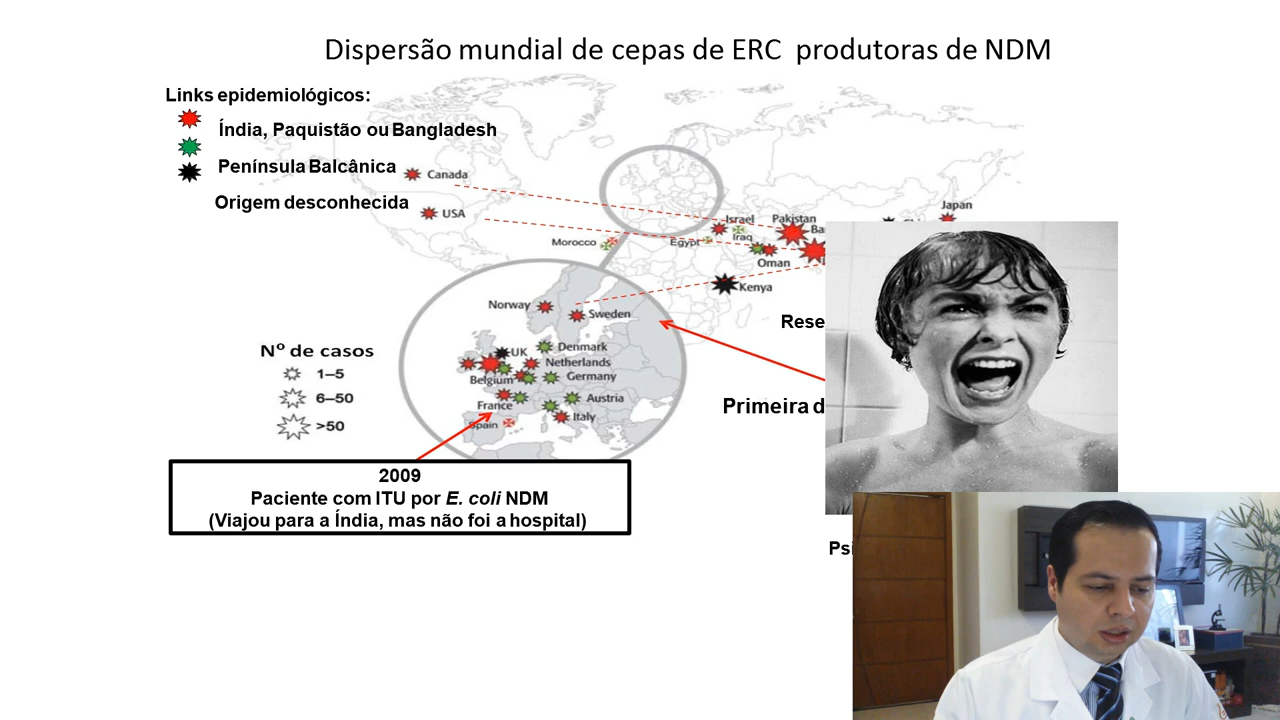 Dispersão mundial de cepas de ERC produtoras de NDM
Links epidemiológicos:
Índia, Paquistão ou Bangladesh
Península Balcânica
Origem desconhecida
Canada
USA
Morocco
Egypt
Israel
Iraq
Pakistan
Oman
Japan
Kenya
Norway
Sweden
UK
Denmark
Netherlands
Belgium
Germany
France
Austria
Spain
Italy
Nº de casos
1–5
6–50
>50
Primeira d
2009
Paciente com ITU por E. coli NDM
(Viajou para a Índia, mas não foi a hospital)